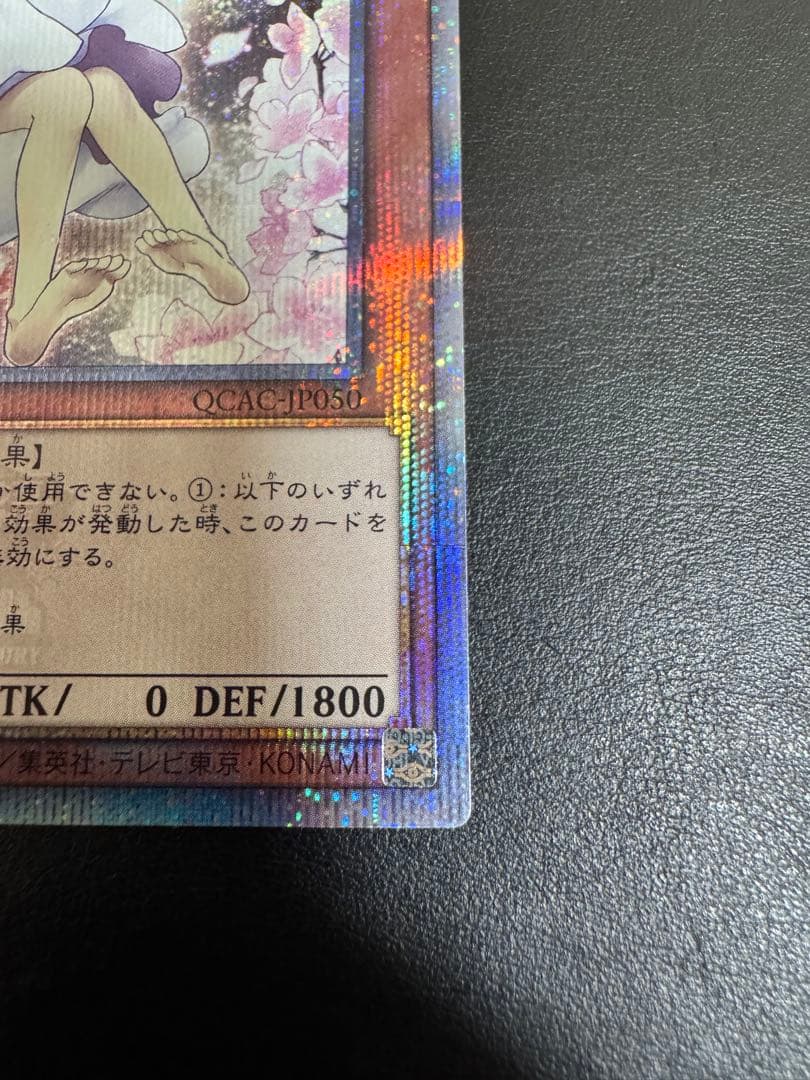 QCAC-JP050
果】
使用できない。①：以下のいずれ
効果が発動した時、このカードを
効にする。
果
TK/ 0 DEF/1800
/集英社・テレビ東京・KONAMI